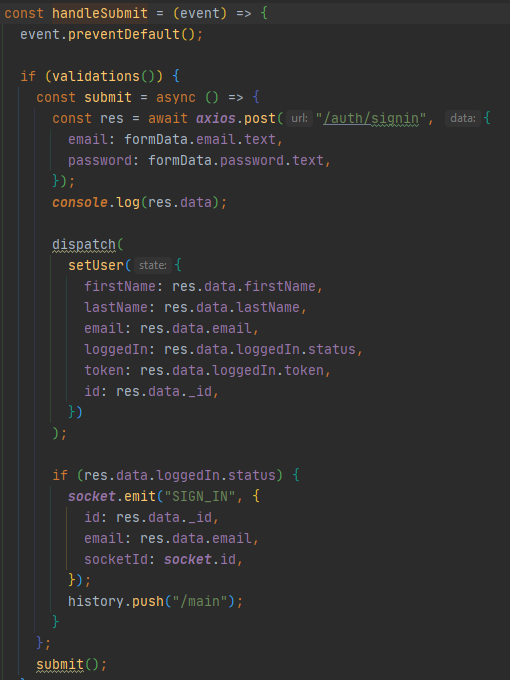 const handleSubmit = (event) => {
  event.preventDefault();

  if (validations()) {
    const submit = async () => {
      const res = await axios.post( url: "/auth/signin", data: {
        email: formData.email.text,
        password: formData.password.text,
      });
      console.log(res.data);

      dispatch(
        setUser( state: {
          firstName: res.data.firstName,
          lastName: res.data.lastName,
          email: res.data.email,
          loggedIn: res.data.loggedIn.status,
          token: res.data.loggedIn.token,
          id: res.data._id,
        })
      );

      if (res.data.loggedIn.status) {
        socket.emit("SIGN_IN", {
          id: res.data._id,
          email: res.data.email,
          socketId: socket.id,
        });
        history.push("/main");
      }
    };
    submit();